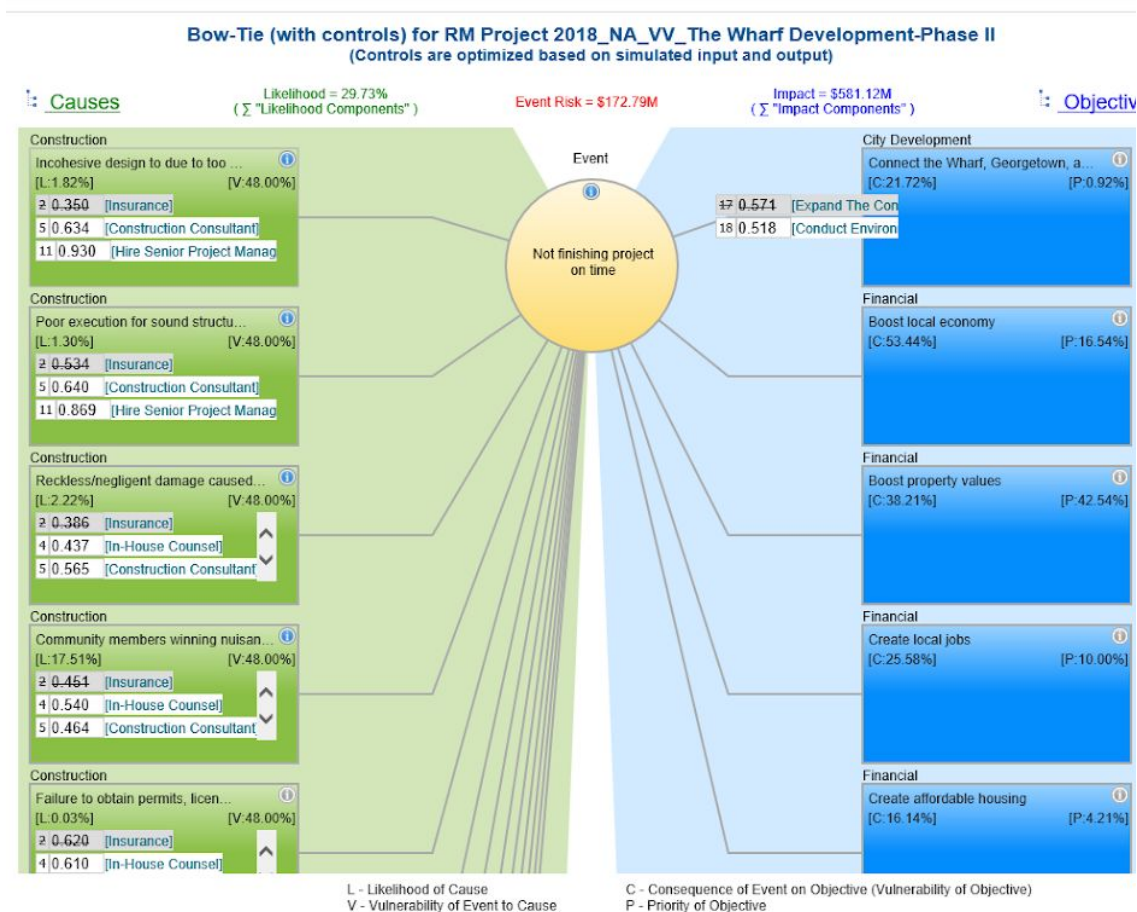 Bow-Tie (with controls) for RM Project 2018_NA_VV_The Wharf Development-Phase II
(Controls are optimized based on simulated input and output)
Causes
Likelihood = 29.73%
( ∑ "Likelihood Components" )
Event Risk = $172.79M
Impact = $581.12M
( ∑ "Impact Components" )
Objectiv
Construction
Incohesive design to due to too ...
[L:1.82%] [V:48.00%]
2 0.350 [Insurance]
5 0.634 [Construction Consultant]
11 0.930 [Hire Senior Project Manag
Construction
Poor execution for sound structu...
[L:1.30%] [V:48.00%]
2 0.534 [Insurance]
5 0.640 [Construction Consultant]
11 0.869 [Hire Senior Project Manag
Construction
Reckless/negligent damage caused...
[L:2.22%] [V:48.00%]
2 0.386 [Insurance]
4 0.437 [In-House Counsel]
5 0.565 [Construction Consultant
Construction
Community members winning nuisan...
[L:17.51%] [V:48.00%]
2 0.451 [Insurance]
4 0.540 [In-House Counsel]
5 0.464 [Construction Consultant
Construction
Failure to obtain permits, licen...
[L:0.03%] [V:48.00%]
2 0.620 [Insurance]
4 0.610 [In-House Counsel]
Event
Not finishing project
on time
17 0.571 [Expand The Con
18 0.518 [Conduct Environ
City Development
Connect the Wharf, Georgetown, a...
[C:21.72%] [P:0.92%]
Financial
Boost local economy
[C:53.44%] [P:16.54%]
Financial
Boost property values
[C:38.21%] [P:42.54%]
Financial
Create local jobs
[C:25.58%] [P:10.00%]
Financial
Create affordable housing
[C:16.14%] [P:4.21%]
L - Likelihood of Cause
V - Vulnerability of Event to Cause
C - Consequence of Event on Objective (Vulnerability of Objective)
P - Priority of Objective